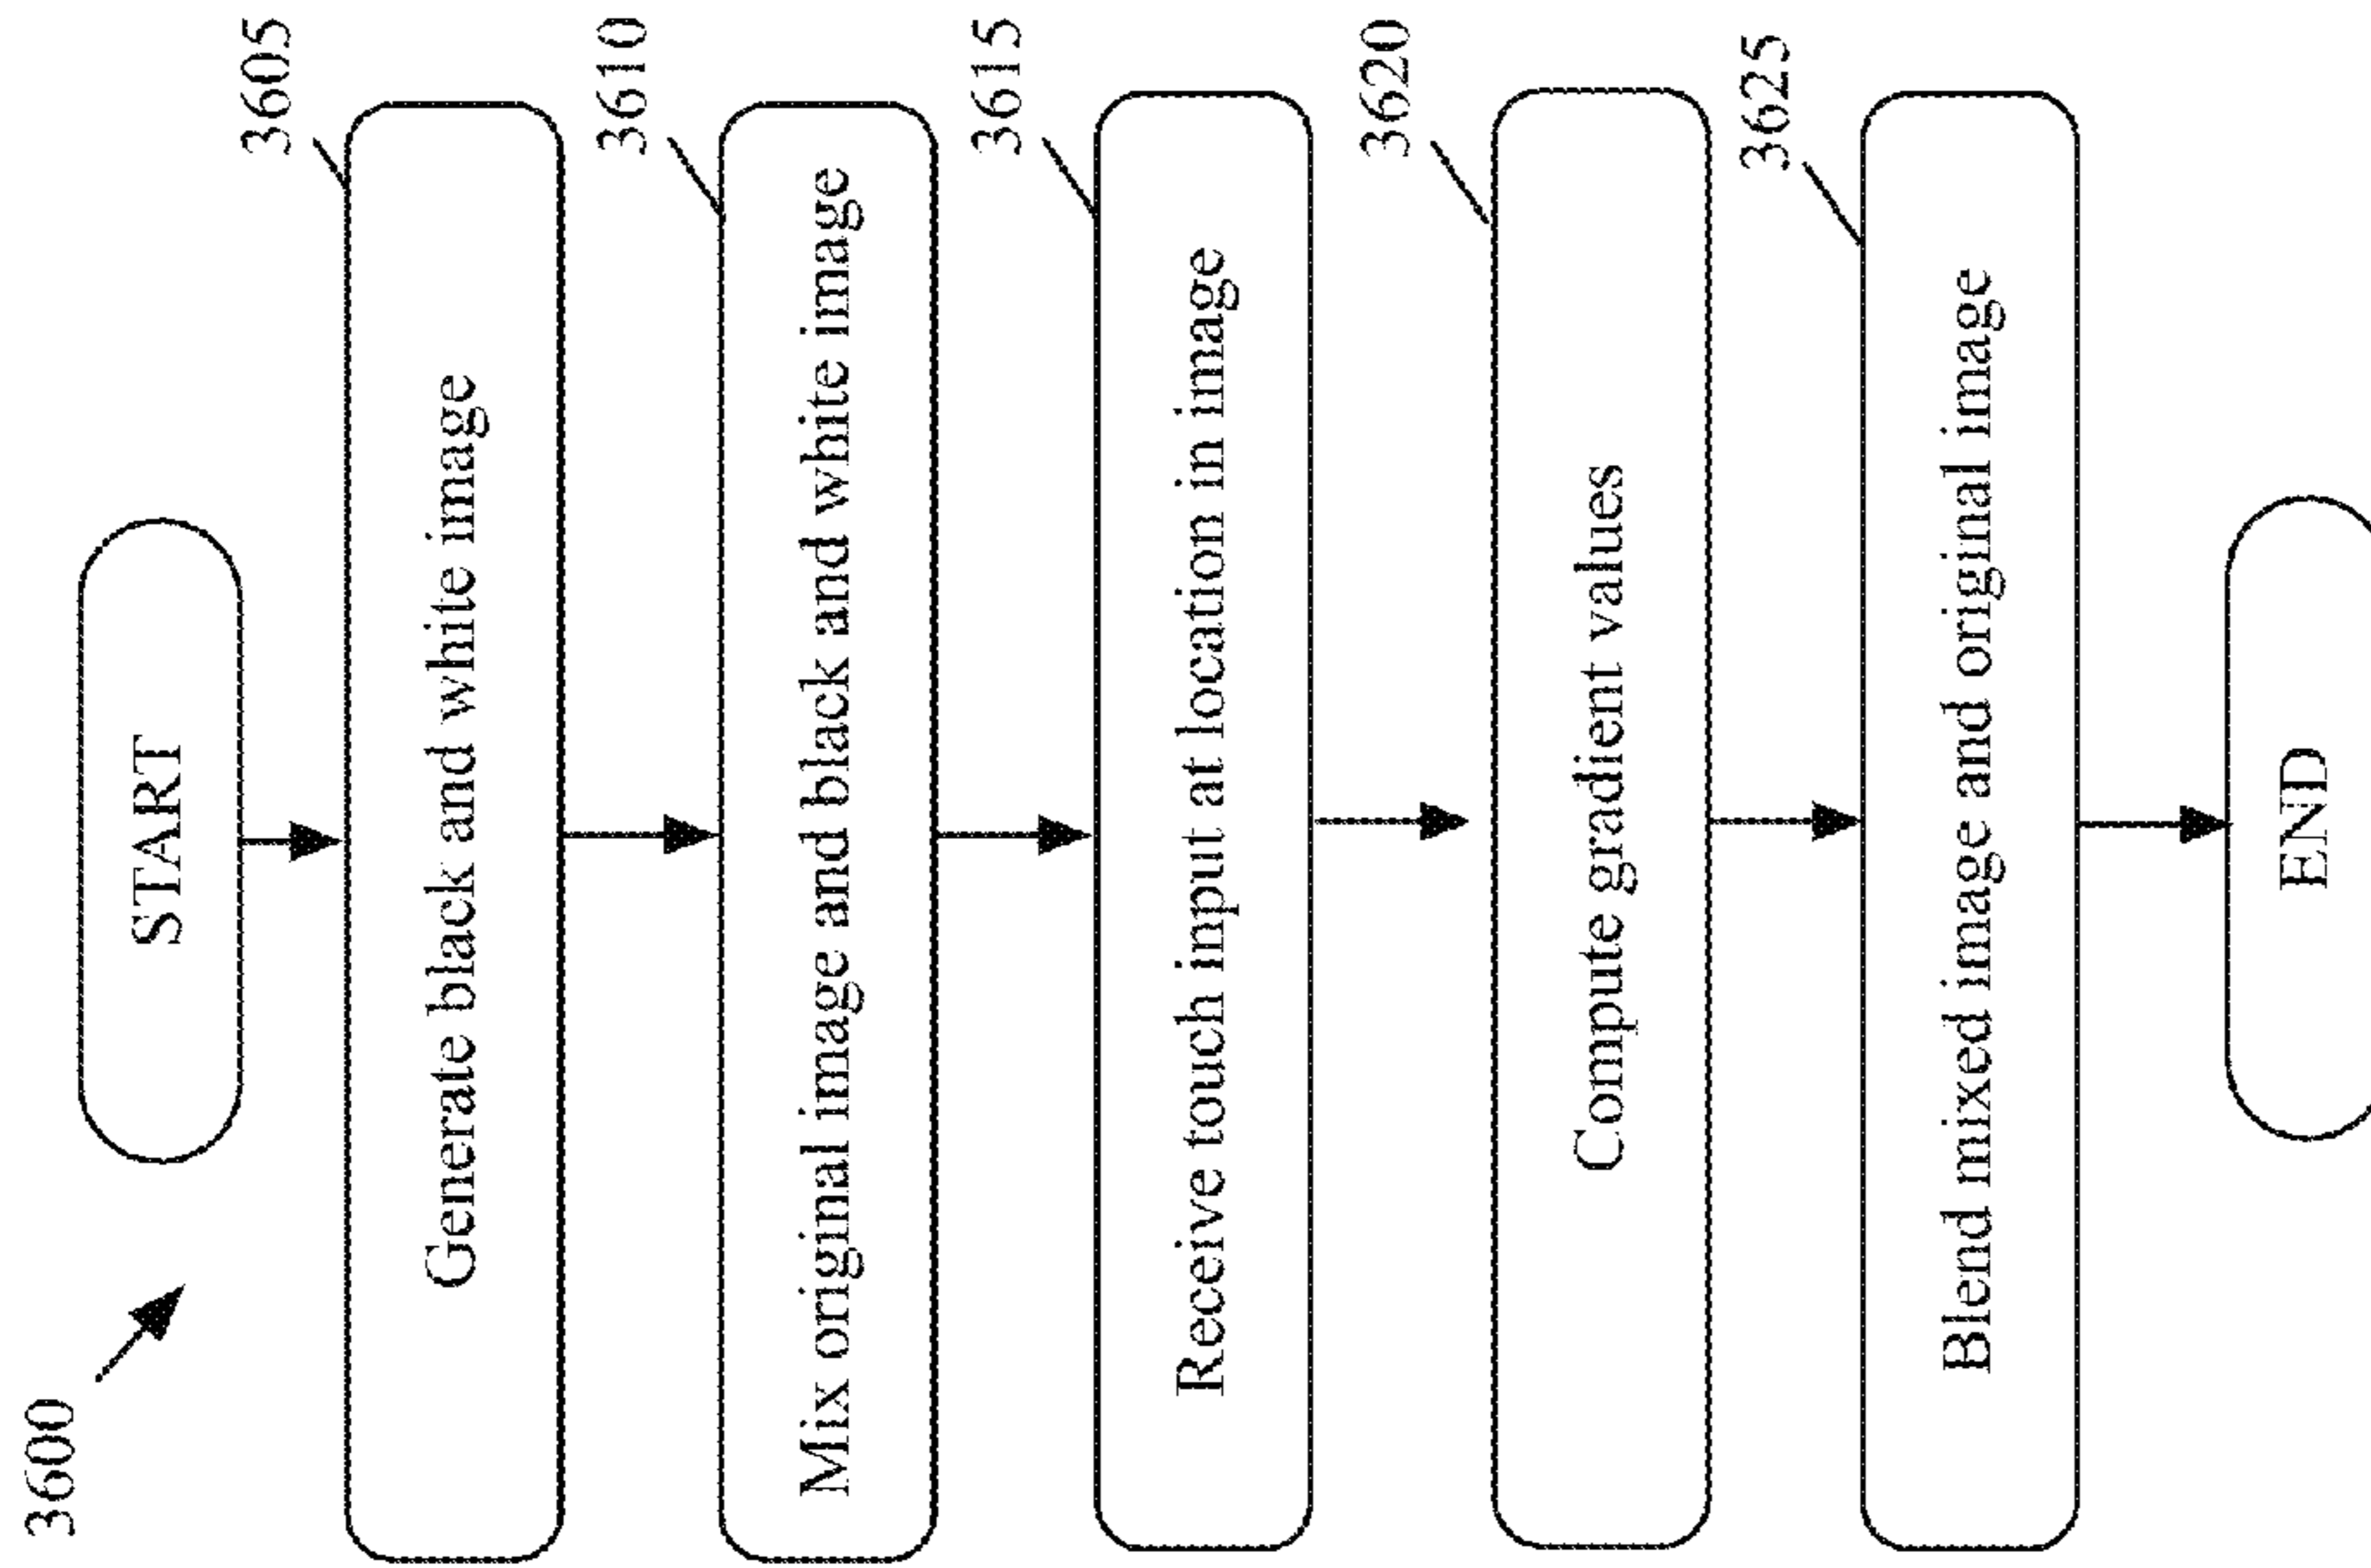 3600
START
3605
Generate black and white image
3610
Mix original image and black and white image
3615
Receive touch input at location in image
3620
Compute gradient values
3625
Blend mixed image and original image
END